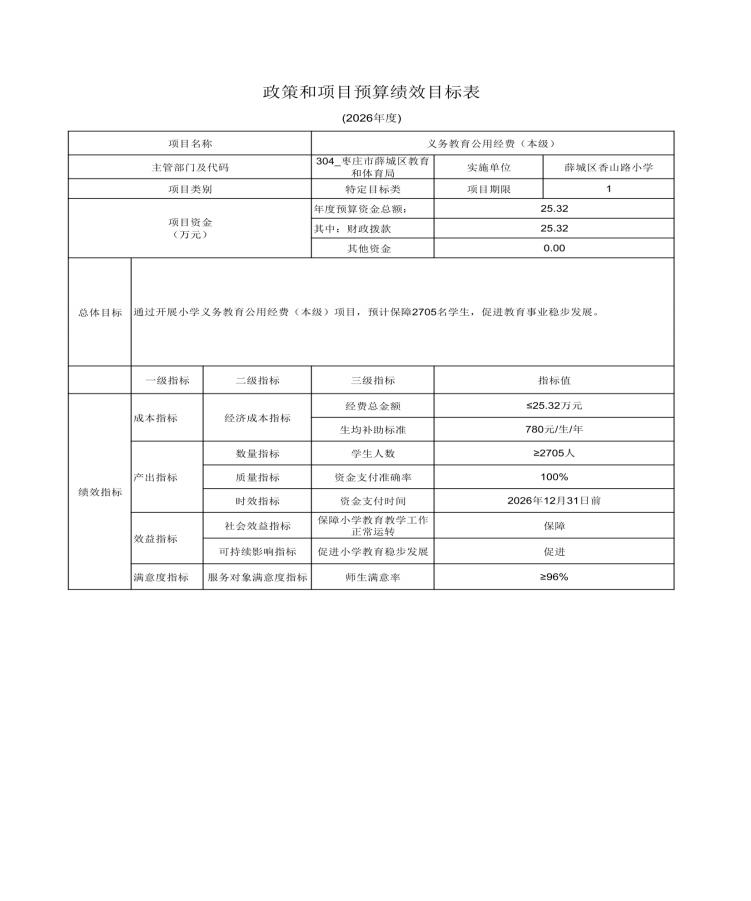 政策和项目预算绩效目标表
(2026年度)
项目名称 义务教育公用经费（本级）
主管部门及代码 304_枣庄市薛城区教育和体育局 实施单位 薛城区香山路小学
项目类别 特定目标类 项目期限 1
项目资金（万元） 年度预算资金总额： 25.32
其中：财政拨款 25.32
其他资金 0.00
总体目标 通过开展小学义务教育公用经费（本级）项目，预计保障2705名学生，促进教育事业稳步发展。
一级指标 二级指标 三级指标 指标值
绩效指标 成本指标 经济成本指标 经费总金额 ≤25.32万元
生均补助标准 780元/生/年
产出指标 数量指标 学生人数 ≥2705人
质量指标 资金支付准确率 100%
时效指标 资金支付时间 2026年12月31日前
效益指标 社会效益指标 保障小学教育教学工作正常运转 保障
可持续影响指标 促进小学教育稳步发展 促进
满意度指标 服务对象满意度指标 师生满意率 ≥96%